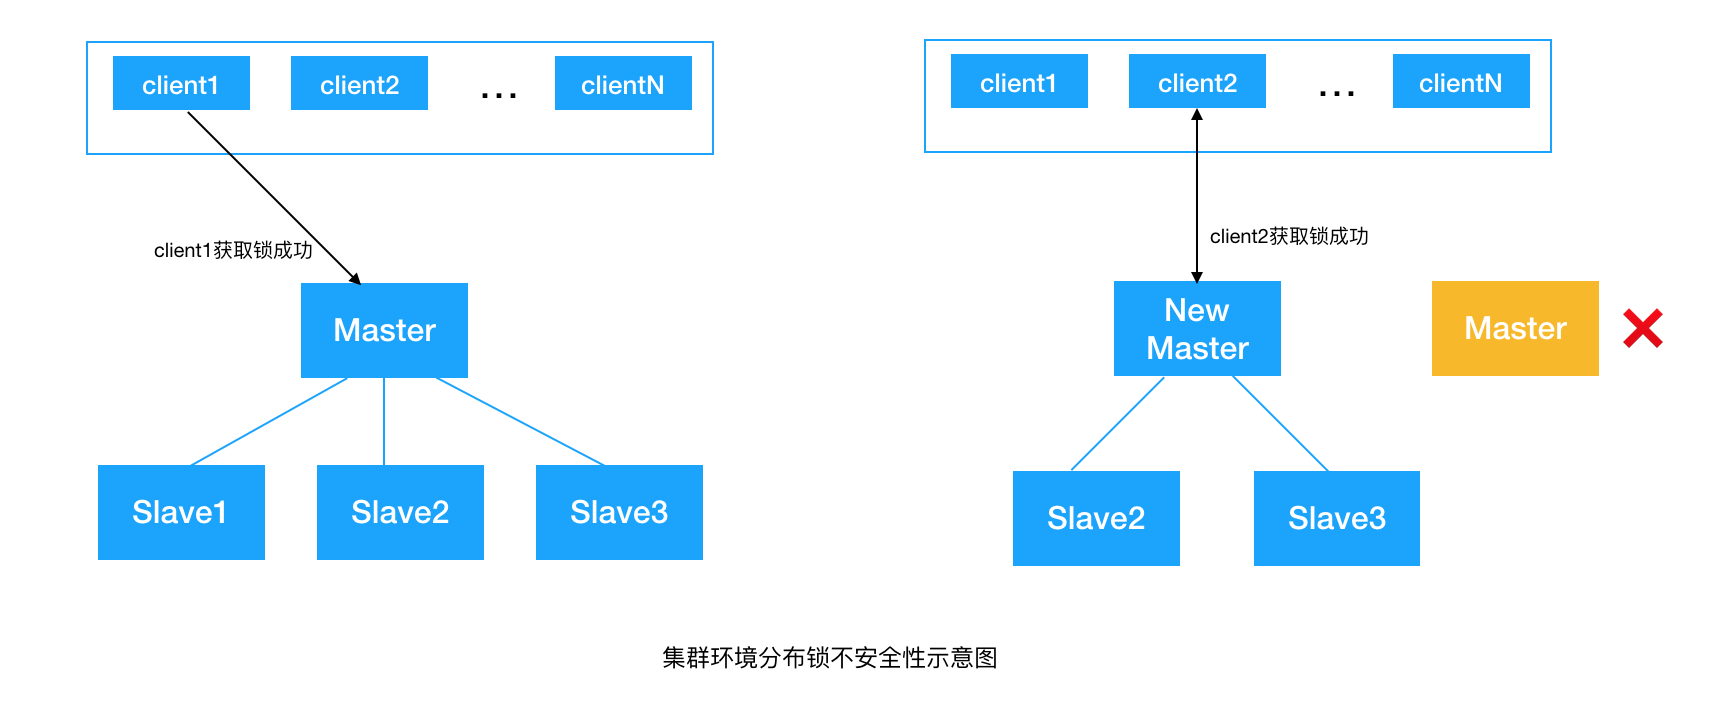 client1
client2
...
clientN
client1获取锁成功
Master
Slave1
Slave2
Slave3
client1
client2
...
clientN
client2获取锁成功
New
Master
Master
Slave2
Slave3
集群环境分布锁不安全性示意图